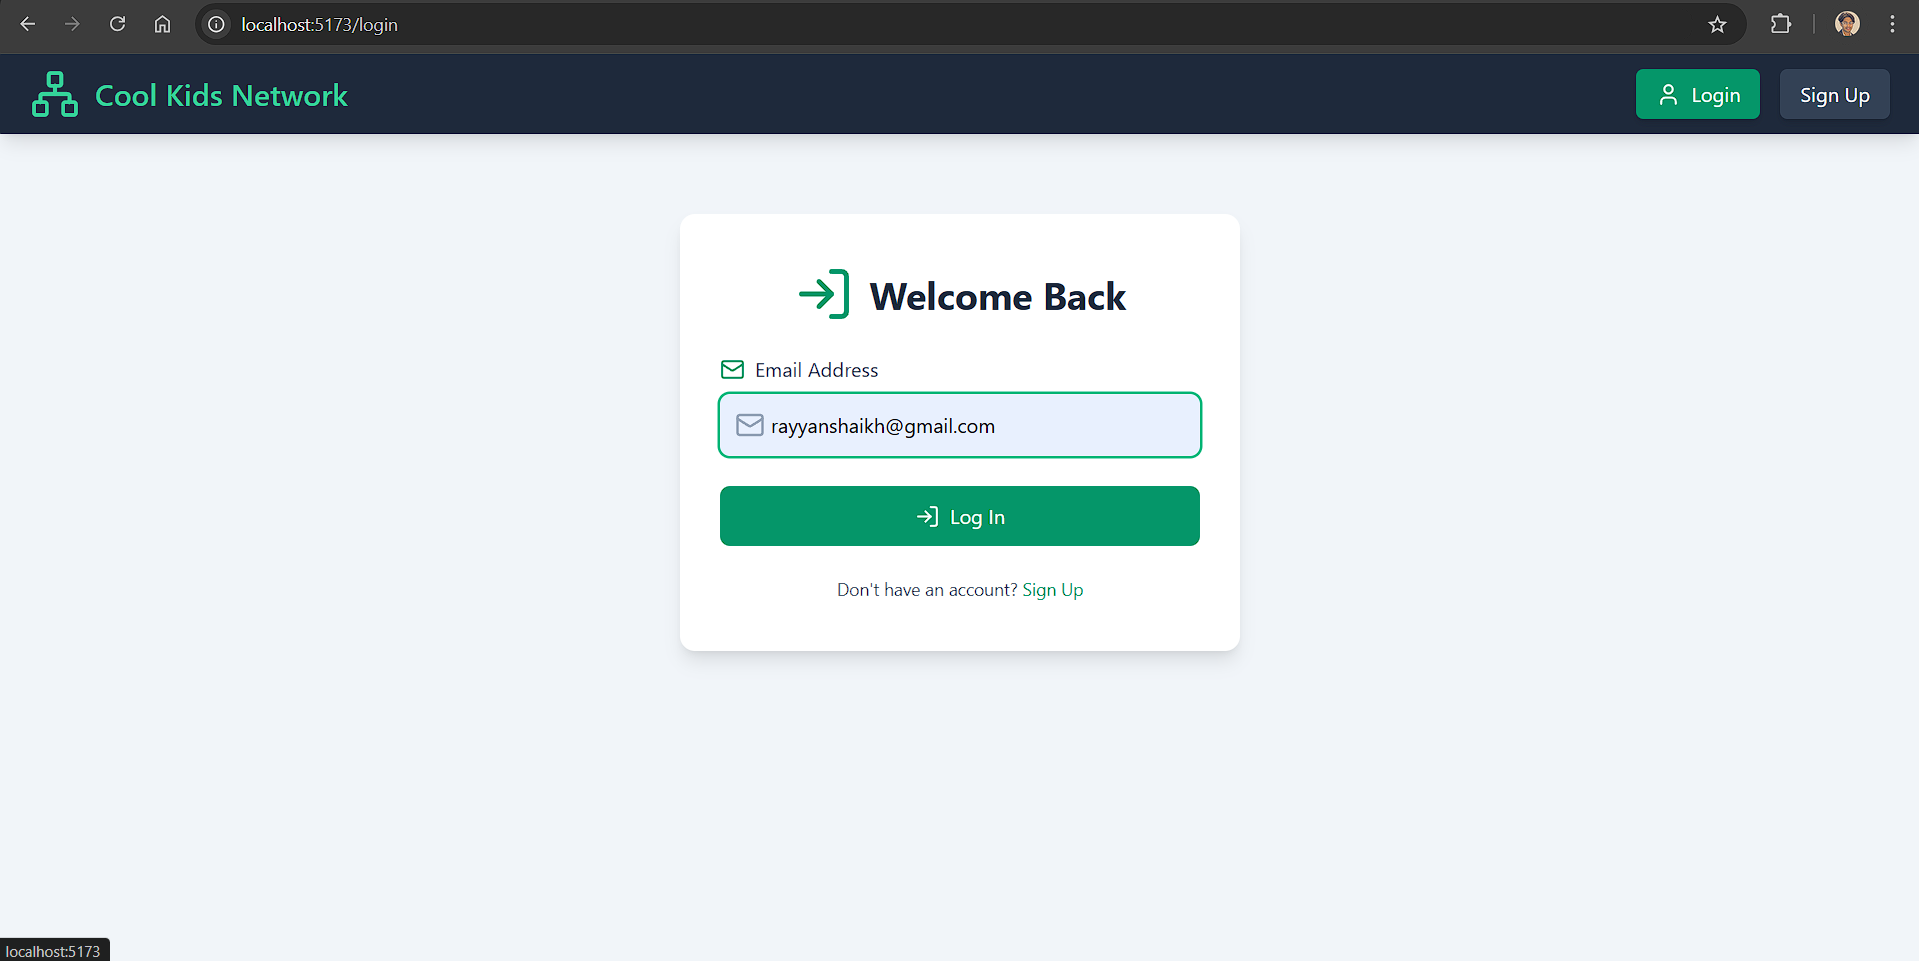 localhost:5173/login
Cool Kids Network
Login
Sign Up
Welcome Back
Email Address
rayyanshaikh@gmail.com
Log In
Don't have an account? Sign Up
localhost:5173